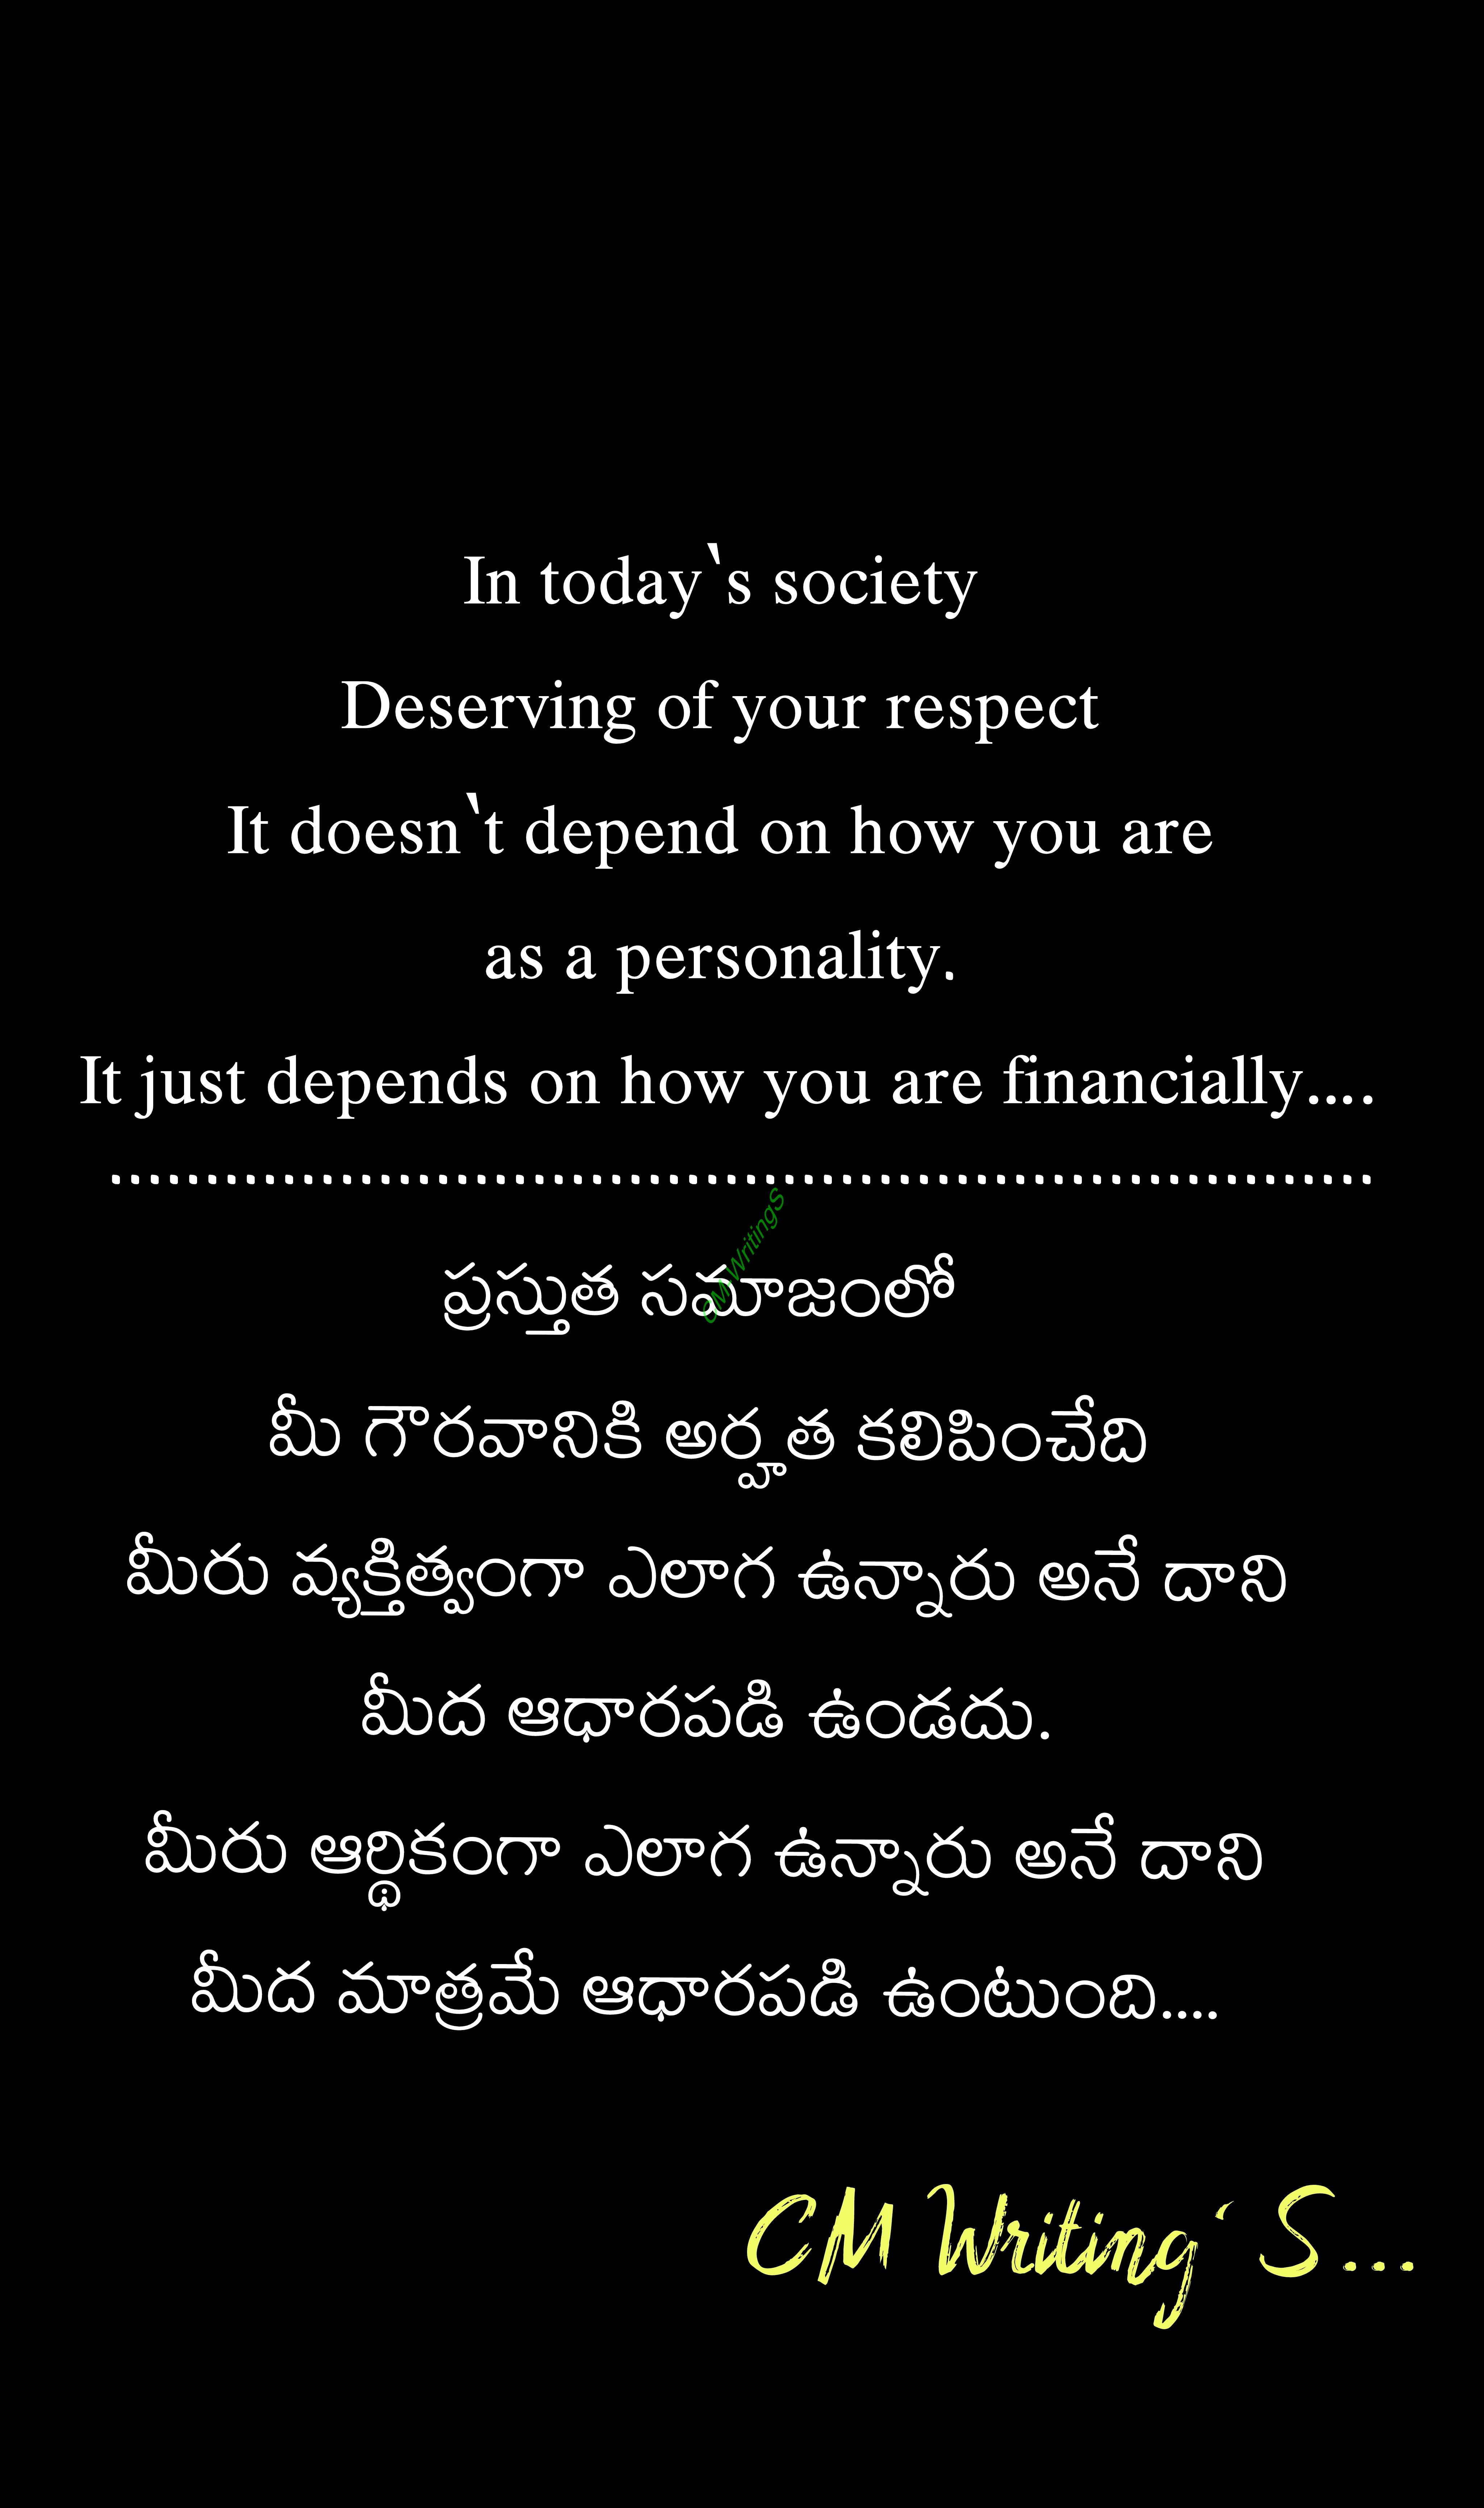 In today`s society
Deserving of your respect
It doesn`t depend on how you are
as a personality.
It just depends on how you are financially....
..................................................................
CM WritingS
ప్రస్తుత సమాజంలో
మీ గౌరవానికి అర్హత కలిపించేది
మీరు వ్యక్తిత్వంగా ఎలాగ ఉన్నారు అనే దాని
మీద ఆధారపడి ఉండదు.
మీరు ఆర్థికంగా ఎలాగ ఉన్నారు అనే దాని
మీద మాత్రమే ఆధారపడి ఉంటుంది....
CM Writing` S...